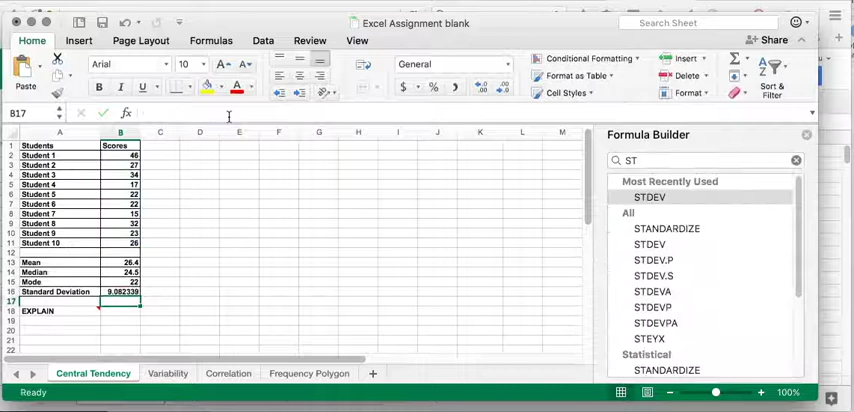 Excel Assignment blank
Search Sheet
Home Insert Page Layout Formulas Data Review View
Share
Paste
Arial 10
General
Conditional Formatting
Format as Table
Cell Styles
Insert
Delete
Format
Sort &
Filter
B I U A
$ % ,
B17 fx
Formula Builder
ST
Most Recently Used
STDEV
All
STANDARDIZE
STDEV
STDEV.P
STDEV.S
STDEVA
STDEVP
STDEVPA
STEYX
Statistical
STANDARDIZE
A B C D E F G H I J K L M
1 Students Scores
2 Student 1 46
3 Student 2 27
4 Student 3 34
5 Student 4 17
6 Student 5 22
7 Student 6 22
8 Student 7 15
9 Student 8 32
10 Student 9 23
11 Student 10 26
12
13 Mean 26.4
14 Median 24.5
15 Mode 22
16 Standard Deviation 9.082339
17
18 EXPLAIN
19
20
21
22
Central Tendency Variability Correlation Frequency Polygon +
Ready
100%